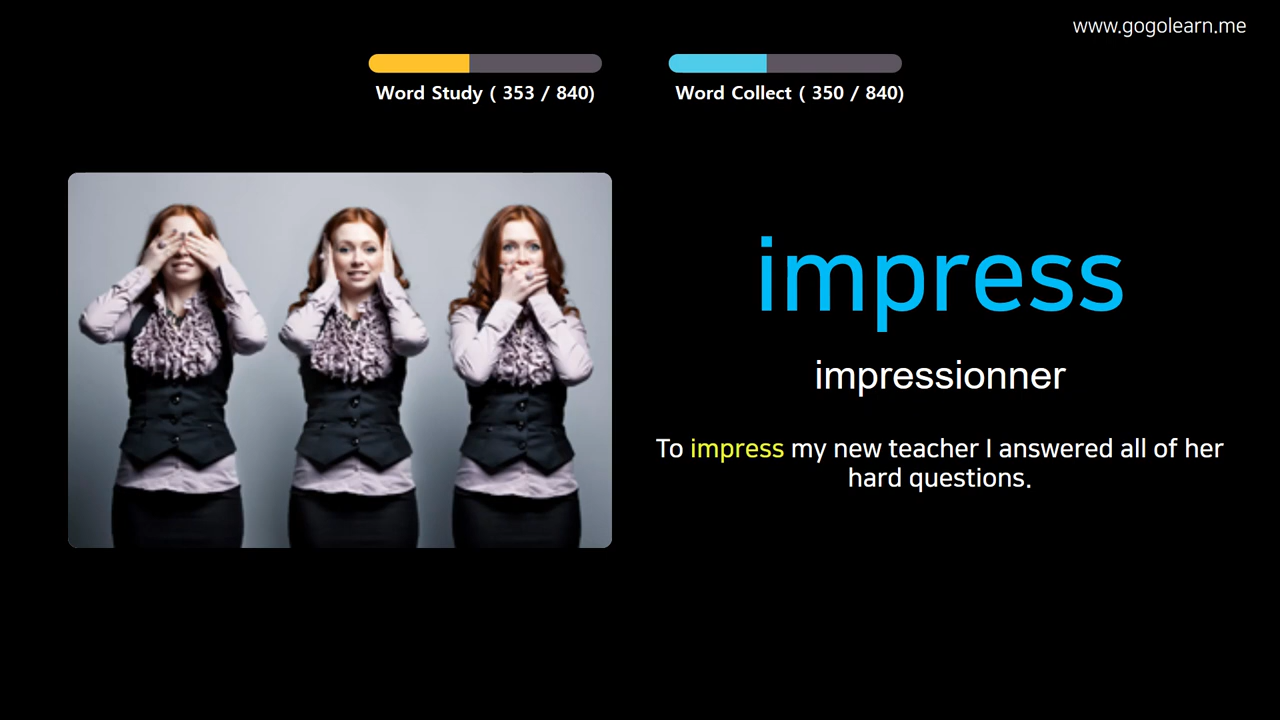 www.gogolearn.me
Word Study ( 353 / 840)
Word Collect ( 350 / 840)
impress
impressionner
To impress my new teacher I answered all of her
hard questions.